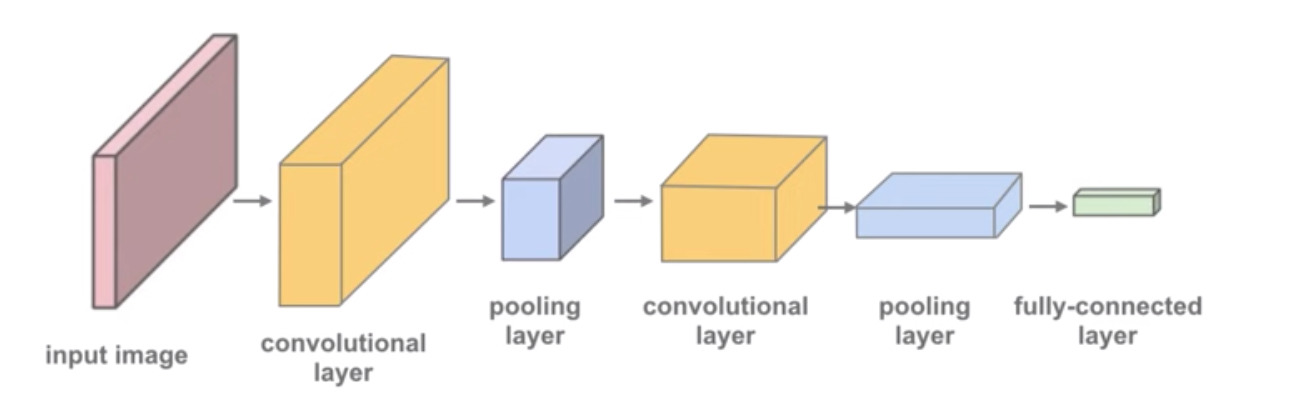 input image
convolutional
layer
pooling
layer
convolutional
layer
pooling
layer
fully-connected
layer